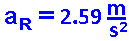 a_R = 2.59 m/s²